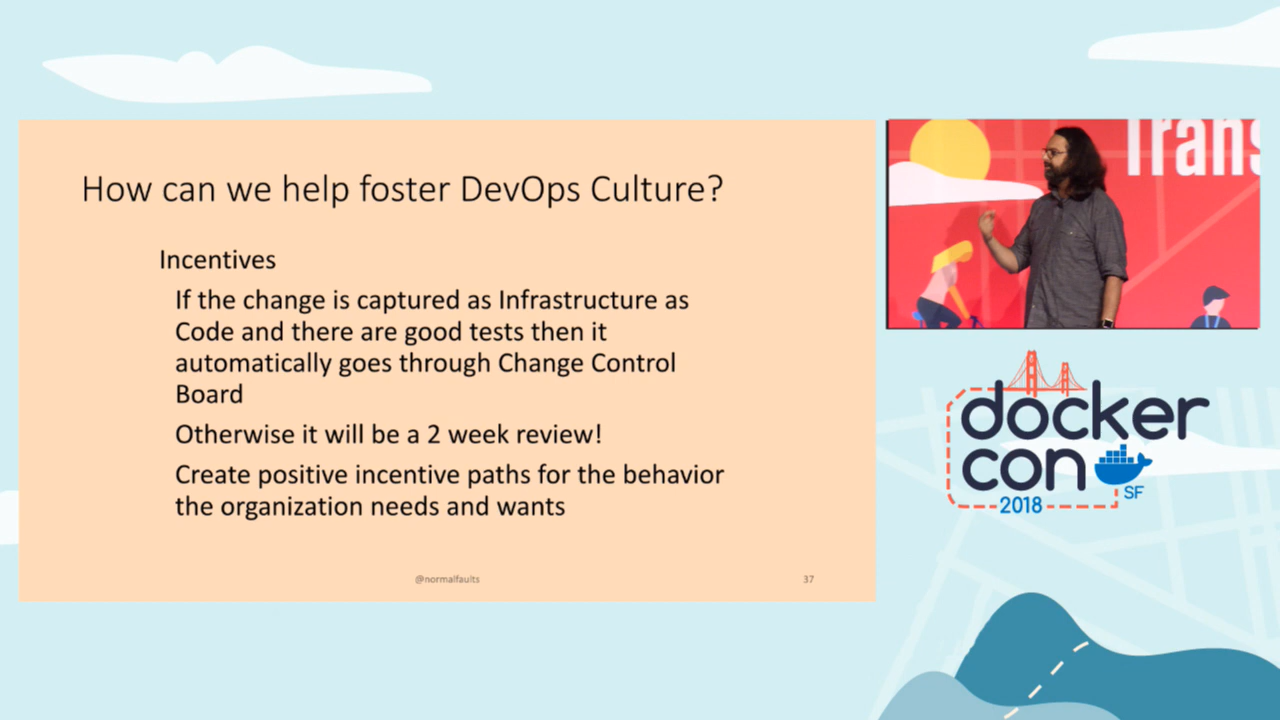 How can we help foster DevOps Culture?
Incentives
If the change is captured as Infrastructure as
Code and there are good tests then it
automatically goes through Change Control
Board
Otherwise it will be a 2 week review!
Create positive incentive paths for the behavior
the organization needs and wants
@normalfaults
37
Trans
docker
con
2018
SF